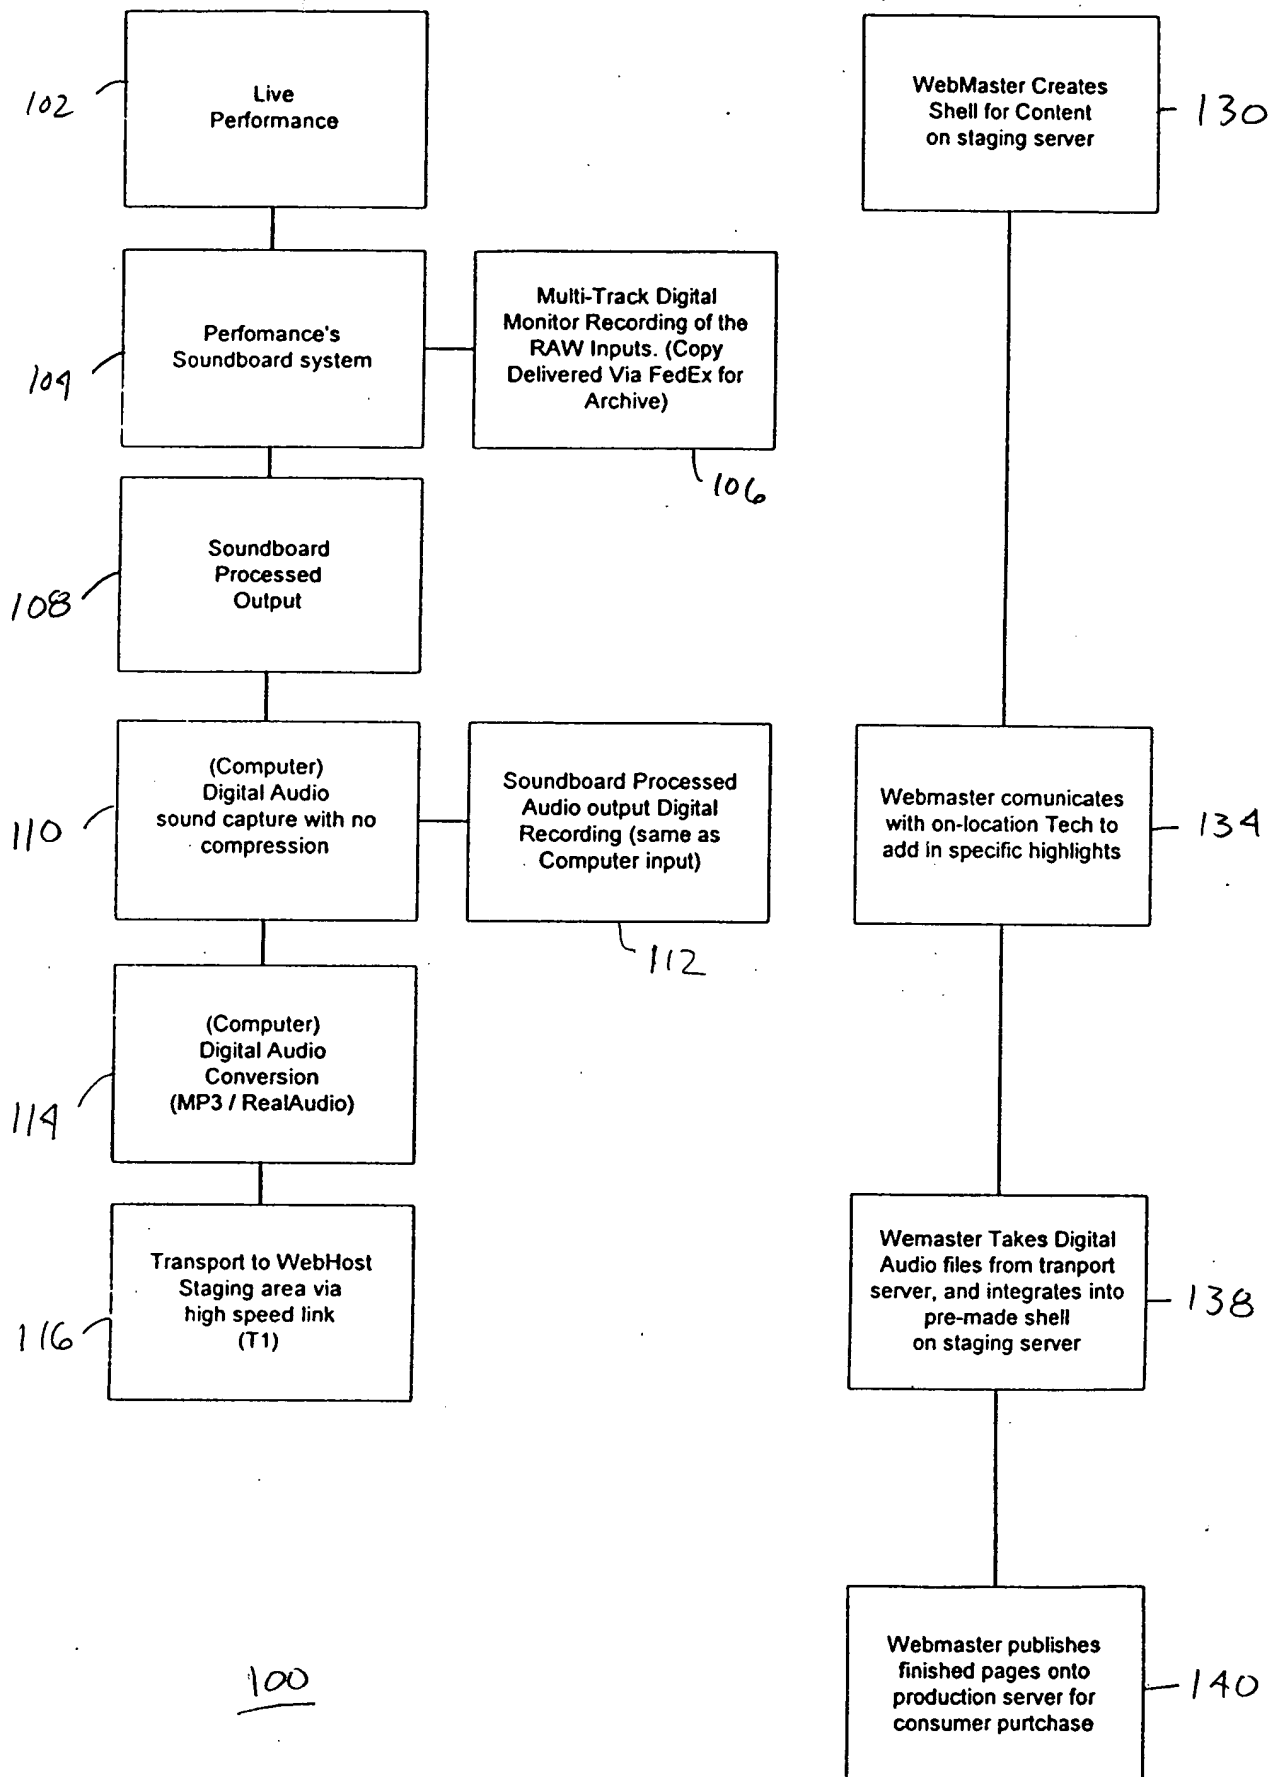 102
Live
Performance
104
Perfomance's
Soundboard system
Multi-Track Digital
Monitor Recording of the
RAW Inputs. (Copy
Delivered Via FedEx for
Archive)
106
108
Soundboard
Processed
Output
110
(Computer)
Digital Audio
sound capture with no
compression
Soundboard Processed
Audio output Digital
Recording (same as
Computer input)
112
114
(Computer)
Digital Audio
Conversion
(MP3 / RealAudio)
116
Transport to WebHost
Staging area via
high speed link
(T1)
100
WebMaster Creates
Shell for Content
on staging server
130
Webmaster comunicates
with on-location Tech to
add in specific highlights
134
Wemaster Takes Digital
Audio files from tranport
server, and integrates into
pre-made shell
on staging server
138
Webmaster publishes
finished pages onto
production server for
consumer purtchase
140